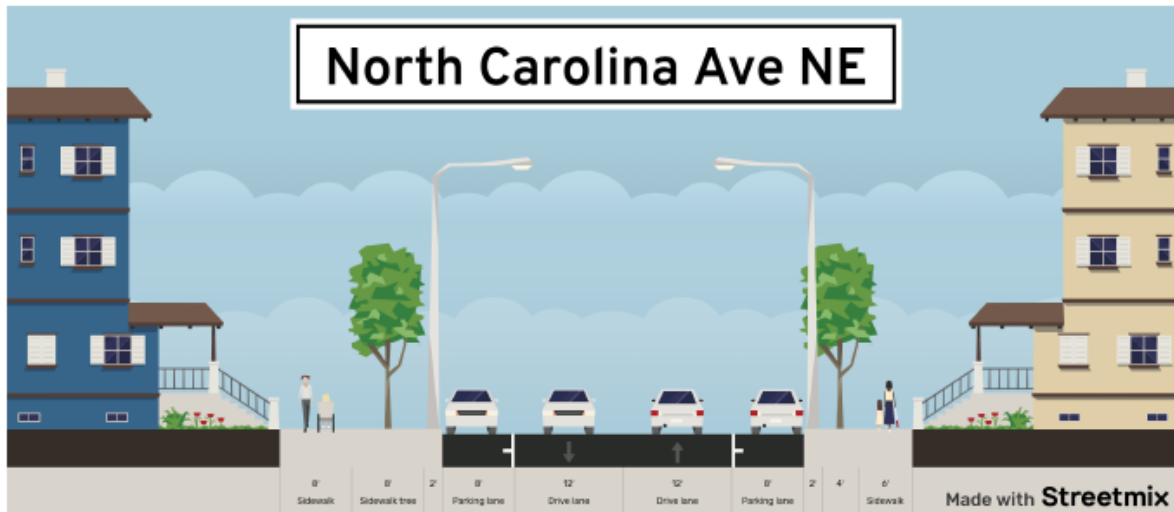 North Carolina Ave NE
8' 8' 2' 8' 12' 12' 8' 2' 4' 6'
Sidewalk Sidewalk tree Parking lane Drive lane Drive lane Parking lane Sidewalk
Made with Streetmix